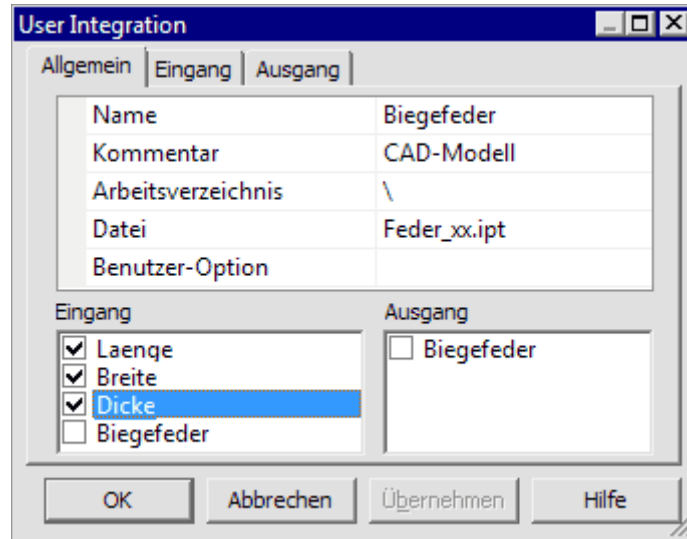 User Integration
Allgemein Eingang Ausgang
Name Biegefeder
Kommentar CAD-Modell
Arbeitsverzeichnis \
Datei Feder_xx.ipt
Benutzer-Option
Eingang Ausgang
Laenge Biegefeder
Breite
Dicke
Biegefeder
OK Abbrechen Übernehmen Hilfe